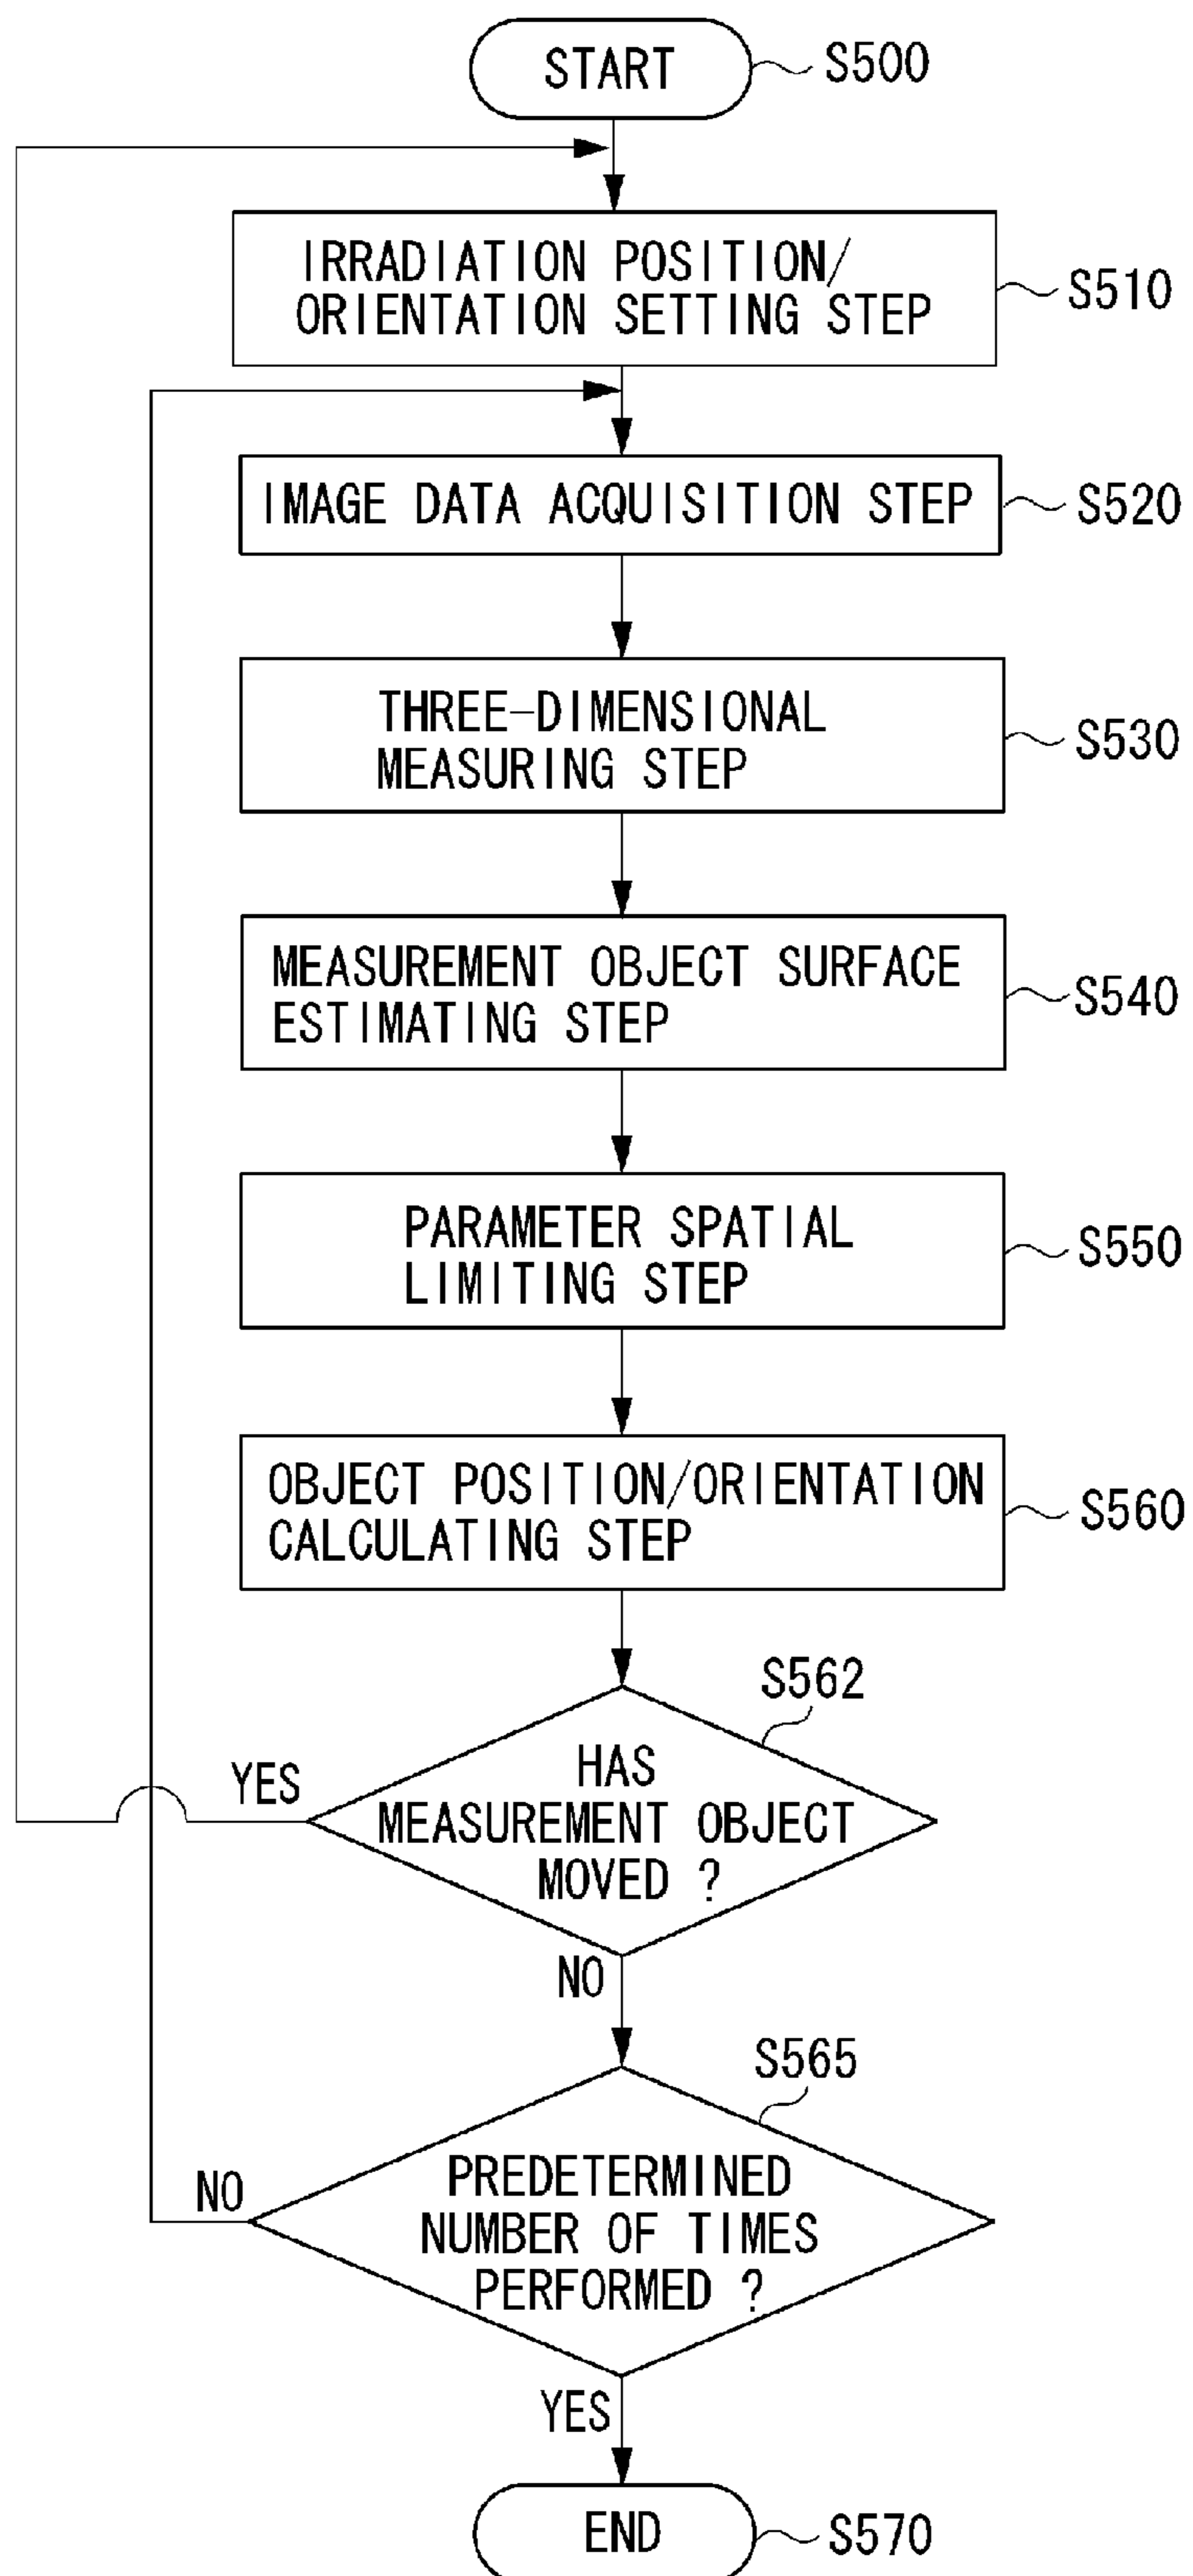 START
S500
IRRADIATION POSITION/
ORIENTATION SETTING STEP
S510
IMAGE DATA ACQUISITION STEP
S520
THREE-DIMENSIONAL
MEASURING STEP
S530
MEASUREMENT OBJECT SURFACE
ESTIMATING STEP
S540
PARAMETER SPATIAL
LIMITING STEP
S550
OBJECT POSITION/ORIENTATION
CALCULATING STEP
S560
S562
YES
HAS
MEASUREMENT OBJECT
MOVED ?
NO
S565
NO
PREDETERMINED
NUMBER OF TIMES
PERFORMED ?
YES
END
S570